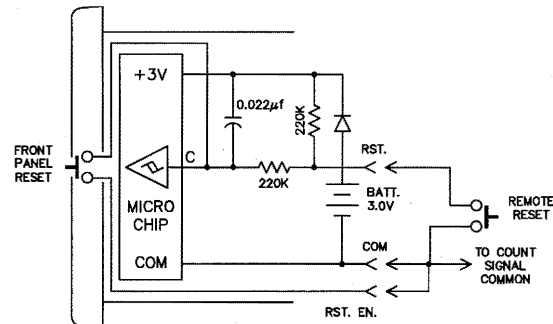 +3V
0.022µf
220K
FRONT
PANEL
RESET
C
RST.
220K
BATT.
3.0V
MICRO
CHIP
REMOTE
RESET
COM
COM
TO COUNT
SIGNAL
COMMON
RST. EN.